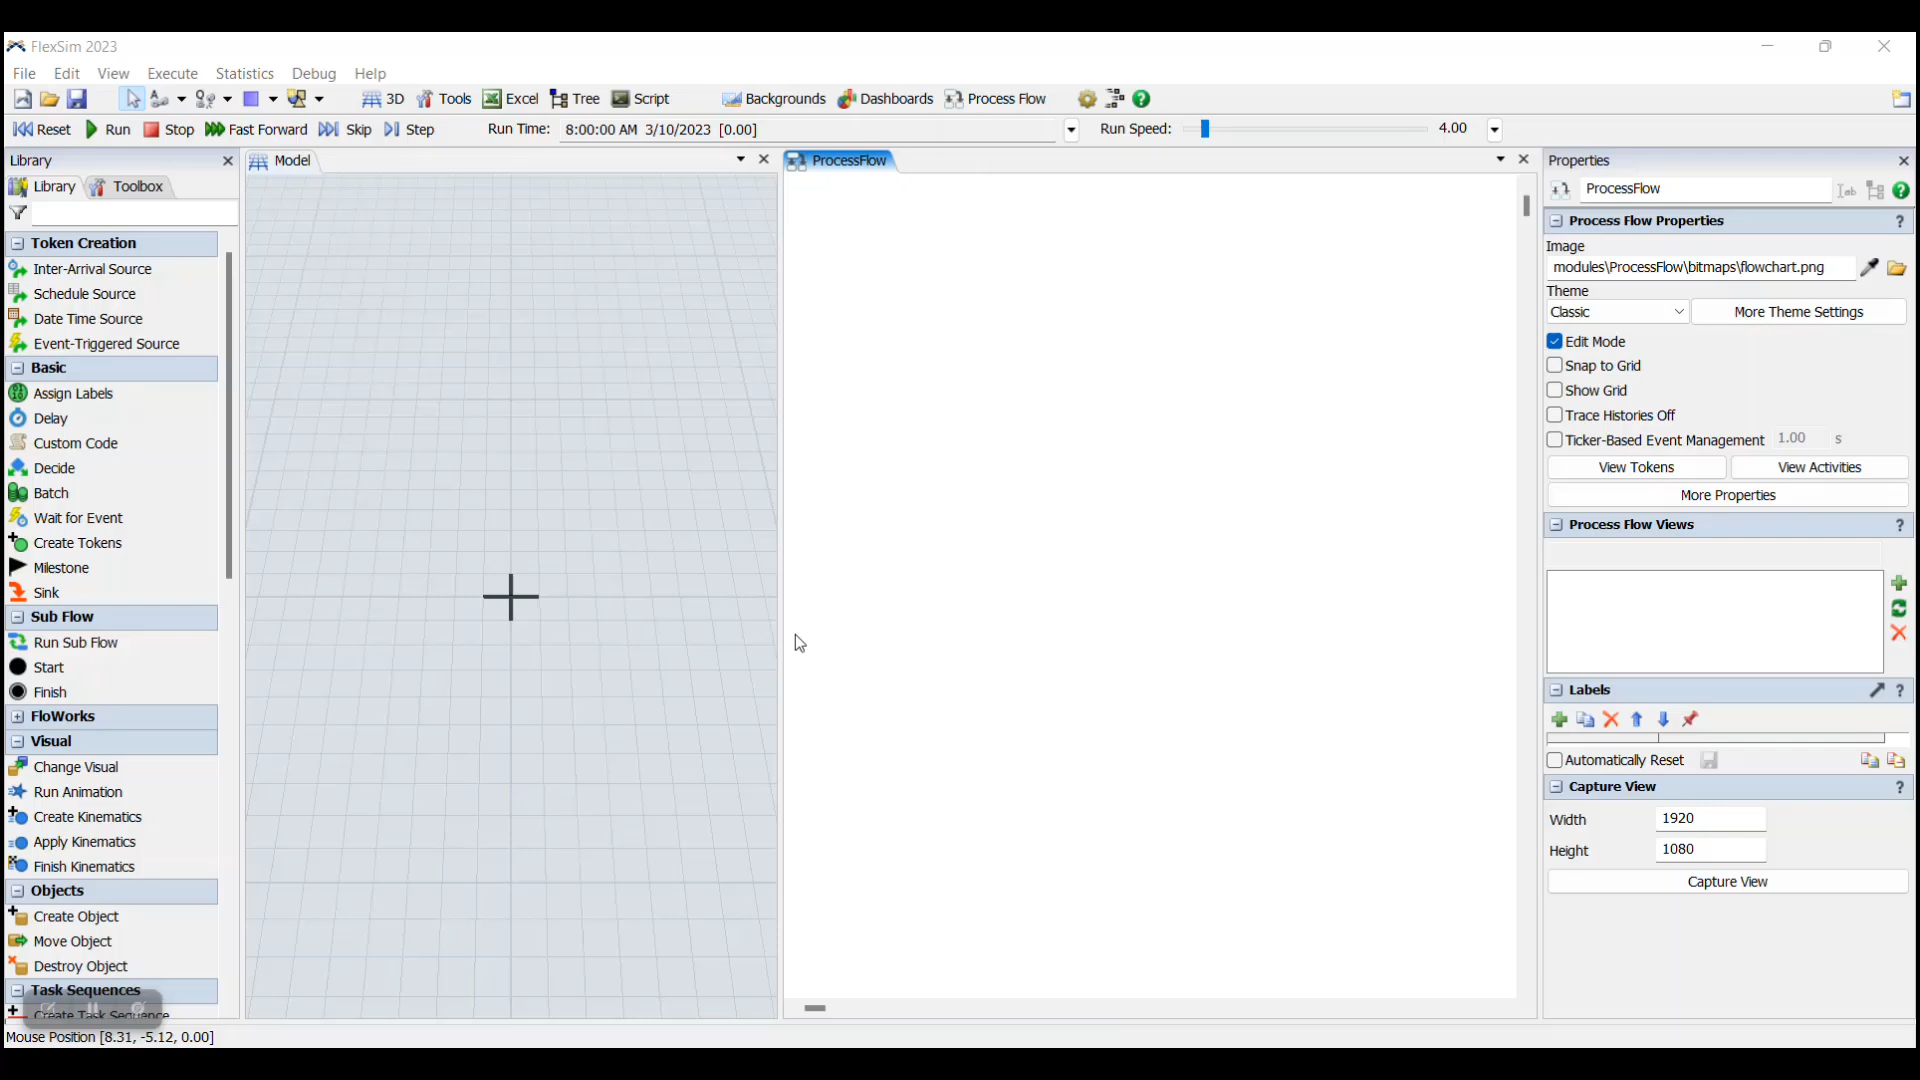 FlexSim 2023
File Edit View Execute Statistics Debug Help
3D Tools Excel Tree Script Backgrounds Dashboards Process Flow
Reset Run Stop Fast Forward Skip Step Run Time: 8:00:00 AM 3/10/2023 [0.00] Run Speed: 4.00
Library
Library Toolbox
Token Creation
Inter-Arrival Source
Schedule Source
Date Time Source
Event-Triggered Source
Basic
Assign Labels
Delay
Custom Code
Decide
Batch
Wait for Event
Create Tokens
Milestone
Sink
Sub Flow
Run Sub Flow
Start
Finish
FloWorks
Visual
Change Visual
Run Animation
Create Kinematics
Apply Kinematics
Finish Kinematics
Objects
Create Object
Move Object
Destroy Object
Task Sequences
Create Task Sequence
Model
ProcessFlow
Properties
ProcessFlow
Process Flow Properties ?
Image
modules\ProcessFlow\bitmaps\flowchart.png
Theme
Classic More Theme Settings
Edit Mode
Snap to Grid
Show Grid
Trace Histories Off
Ticker-Based Event Management 1.00 s
View Tokens View Activities
More Properties
Process Flow Views ?
Labels ?
Automatically Reset
Capture View ?
Width 1920
Height 1080
Capture View
Mouse Position [8.31, -5.12, 0.00]